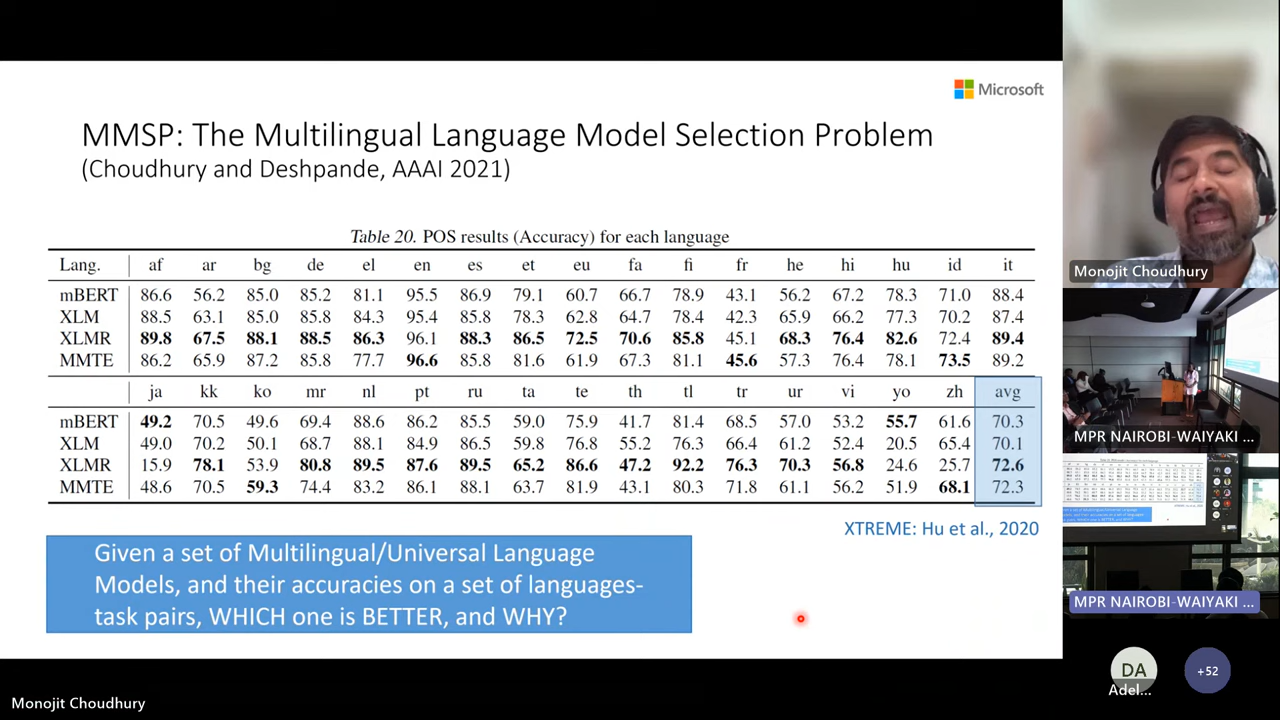 Microsoft
MMSP: The Multilingual Language Model Selection Problem
(Choudhury and Deshpande, AAAI 2021)
Table 20. POS results (Accuracy) for each language
Lang. af ar bg de el en es et eu fa fi fr he hi hu id it
mBERT 86.6 56.2 85.0 85.2 81.1 95.5 86.9 79.1 60.7 66.7 78.9 43.1 56.2 67.2 78.3 71.0 88.4
XLM 88.5 63.1 85.0 85.8 84.3 95.4 85.8 78.3 62.8 64.7 78.4 42.3 65.9 66.2 77.3 70.2 87.4
XLMR 89.8 67.5 88.1 88.5 86.3 96.1 88.3 86.5 72.5 70.6 85.8 45.1 68.3 76.4 82.6 72.4 89.4
MMTE 86.2 65.9 87.2 85.8 77.7 96.6 85.8 81.6 61.9 67.3 81.1 45.6 57.3 76.4 78.1 73.5 89.2
ja kk ko mr nl pt ru ta te th tl tr ur vi yo zh avg
mBERT 49.2 70.5 49.6 69.4 88.6 86.2 85.5 59.0 75.9 41.7 81.4 68.5 57.0 53.2 55.7 61.6 70.3
XLM 49.0 70.2 50.1 68.7 88.1 84.9 86.5 59.8 76.8 55.2 76.3 66.4 61.2 52.4 20.5 65.4 70.1
XLMR 15.9 78.1 53.9 80.8 89.5 87.6 89.5 65.2 86.6 47.2 92.2 76.3 70.3 56.8 24.6 25.7 72.6
MMTE 48.6 70.5 59.3 74.4 83.2 86.1 88.1 63.7 81.9 43.1 80.3 71.8 61.1 56.2 51.9 68.1 72.3
XTREME: Hu et al., 2020
Given a set of Multilingual/Universal Language
Models, and their accuracies on a set of languages-
task pairs, WHICH one is BETTER, and WHY?
Monojit Choudhury
Monojit Choudhury
MPR NAIROBI-WAIYAKI ...
MPR NAIROBI-WAIYAKI ...
DA
Adel...
+52